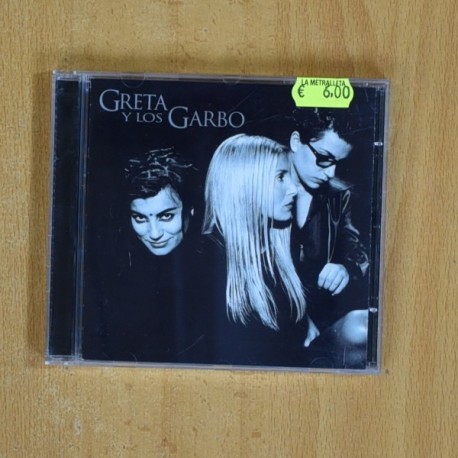 LA METRALLETA
€ 6.00
GRETA
Y LOS GARBO